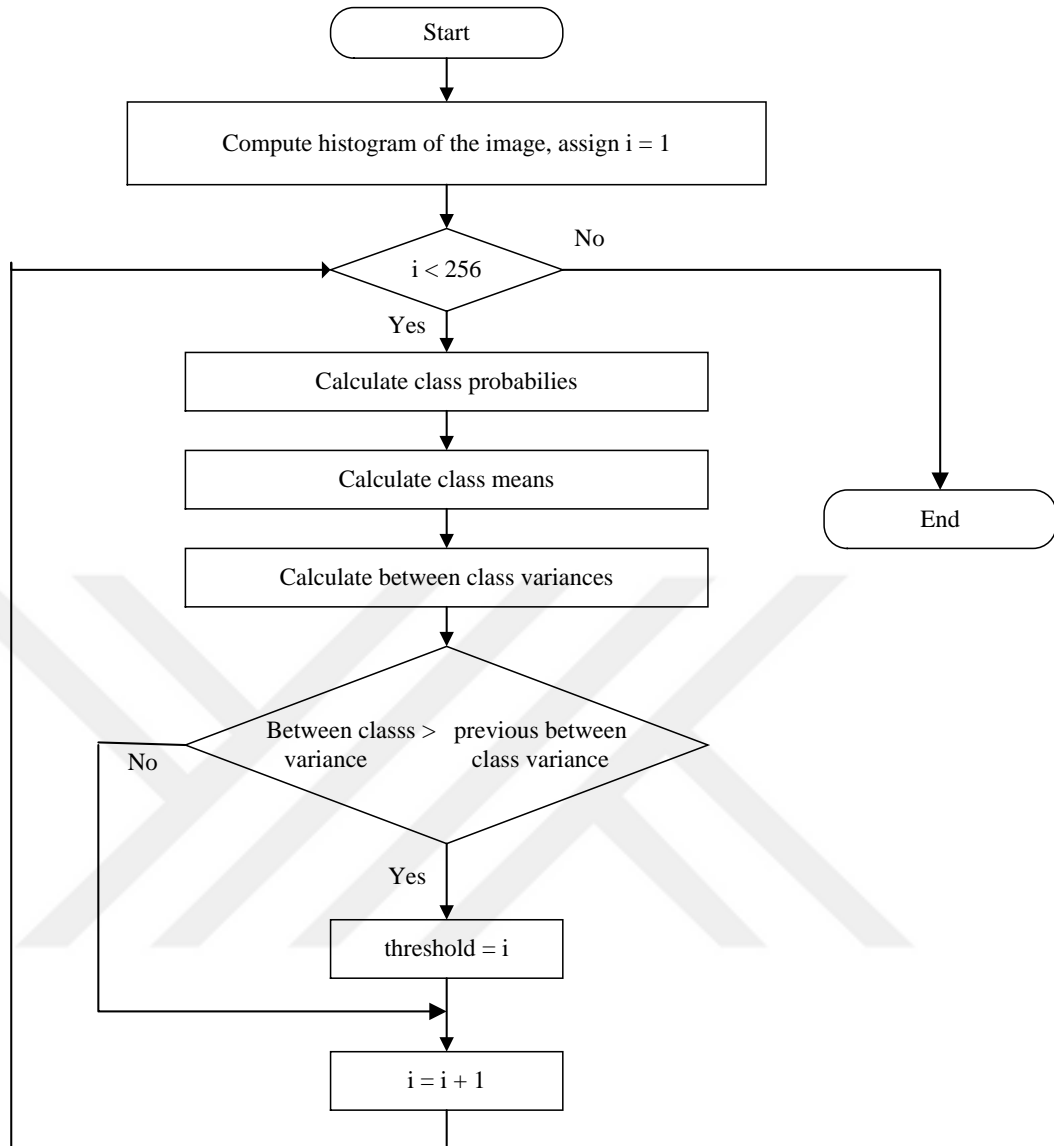 Start
Compute histogram of the image, assign i = 1
No
i < 256
Yes
Calculate class probabilies
Calculate class means
End
Calculate between class variances
Between classs > previous between
variance class variance
No
Yes
threshold = i
i = i + 1